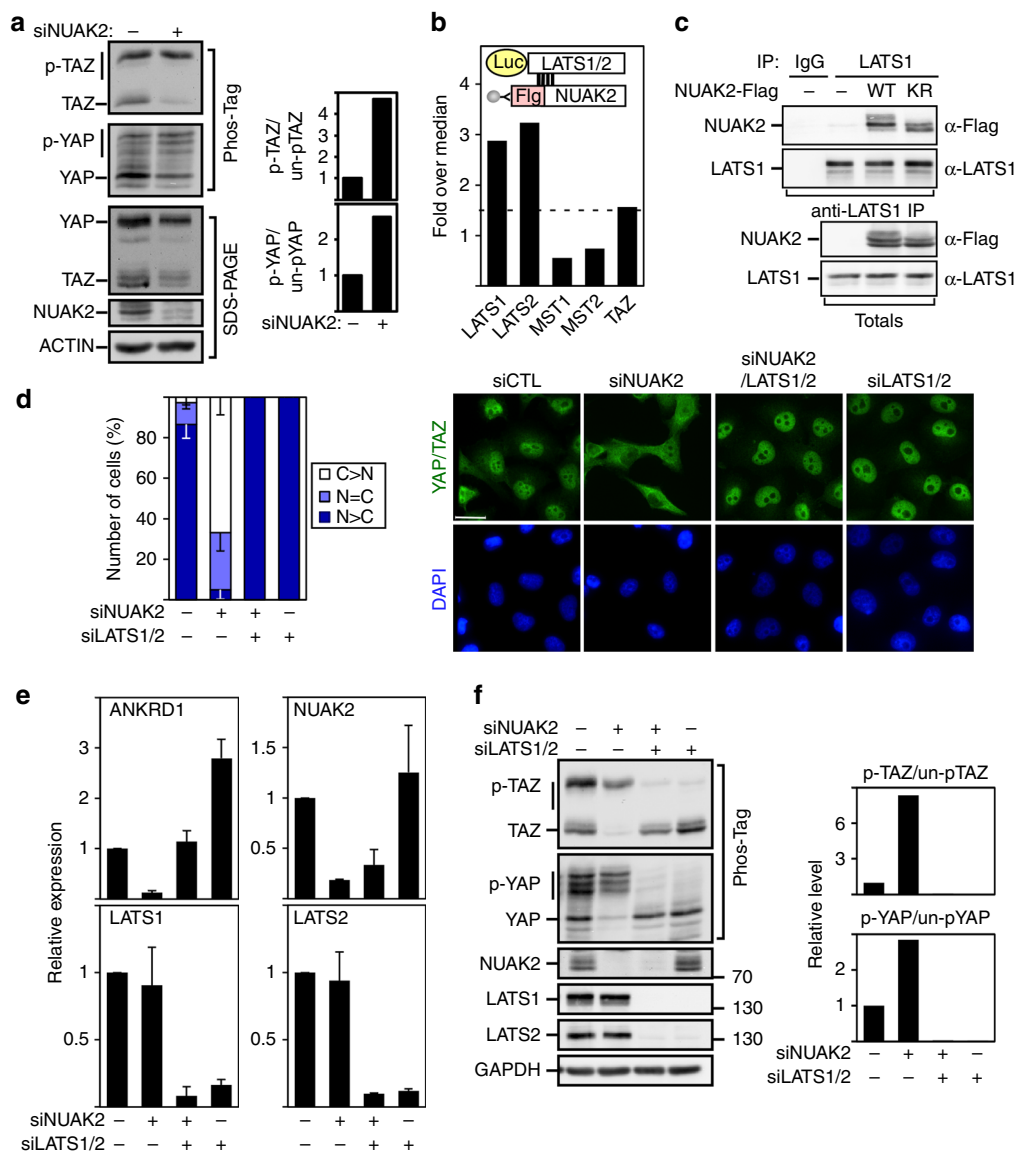 a
siNUAK2: – +
p-TAZ
TAZ
p-YAP
YAP
Phos-Tag
YAP
TAZ
NUAK2
ACTIN
SDS-PAGE
p-TAZ/
un-pTAZ
4
3
2
1
p-YAP/
un-pYAP
2
1
siNUAK2: – +
b
Luc LATS1/2
Flg NUAK2
Fold over median
4
3
2
1
LATS1 LATS2 MST1 MST2 TAZ
c
IP: IgG LATS1
NUAK2-Flag – – WT KR
NUAK2 α-Flag
LATS1 α-LATS1
anti-LATS1 IP
NUAK2 α-Flag
LATS1 α-LATS1
Totals
d
Number of cells (%)
80
60
40
20
C>N
N=C
N>C
siNUAK2 – + + –
siLATS1/2 – – + +
siCTL siNUAK2 siNUAK2 /LATS1/2 siLATS1/2
YAP/TAZ
DAPI
e
Relative expression
ANKRD1
3
2
1
NUAK2
1.5
1
0.5
LATS1
1
0.5
LATS2
1
0.5
siNUAK2 – + + – – + + –
siLATS1/2 – – + + – – + +
f
siNUAK2 – + + –
siLATS1/2 – – + +
p-TAZ
TAZ
p-YAP
YAP
Phos-Tag
NUAK2 70
LATS1 130
LATS2 130
GAPDH
Relative level
p-TAZ/un-pTAZ
6
3
p-YAP/un-pYAP
2
1
siNUAK2 – + + –
siLATS1/2 – – + +